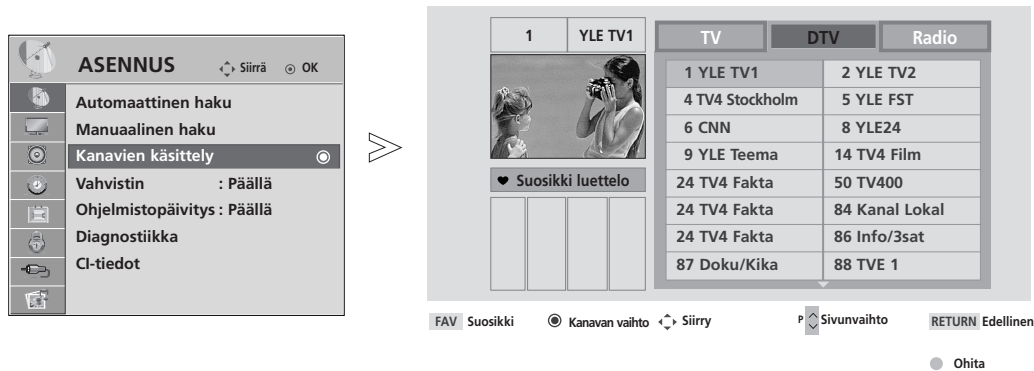 ASENNUS Siirrä OK
Automaattinen haku
Manuaalinen haku
Kanavien käsittely
Vahvistin : Päällä
Ohjelmistopäivitys : Päällä
Diagnostiikka
CI-tiedot
1 YLE TV1
Suosikki luettelo
TV DTV Radio
1 YLE TV1 2 YLE TV2
4 TV4 Stockholm 5 YLE FST
6 CNN 8 YLE24
9 YLE Teema 14 TV4 Film
24 TV4 Fakta 50 TV400
24 TV4 Fakta 84 Kanal Lokal
24 TV4 Fakta 86 Info/3sat
87 Doku/Kika 88 TVE 1
FAV Suosikki Kanavan vaihto Siirry P Sivunvaihto RETURN Edellinen
Ohita